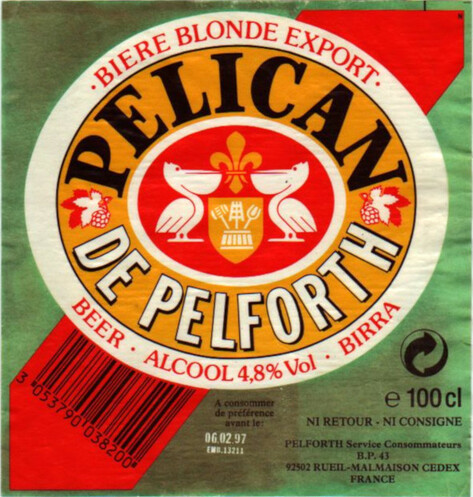 · BIERE BLONDE EXPORT ·
PELICAN
DE PELFORTH
BEER · ALCOOL 4,8% Vol · BIRRA
3 053790 038200
A consommer
de préférence
avant le:
06.02.97
EMB.13211
e 100 cl
NI RETOUR - NI CONSIGNE
PELFORTH Service Consommateurs
B.P. 43
92502 RUEIL-MALMAISON CEDEX
FRANCE